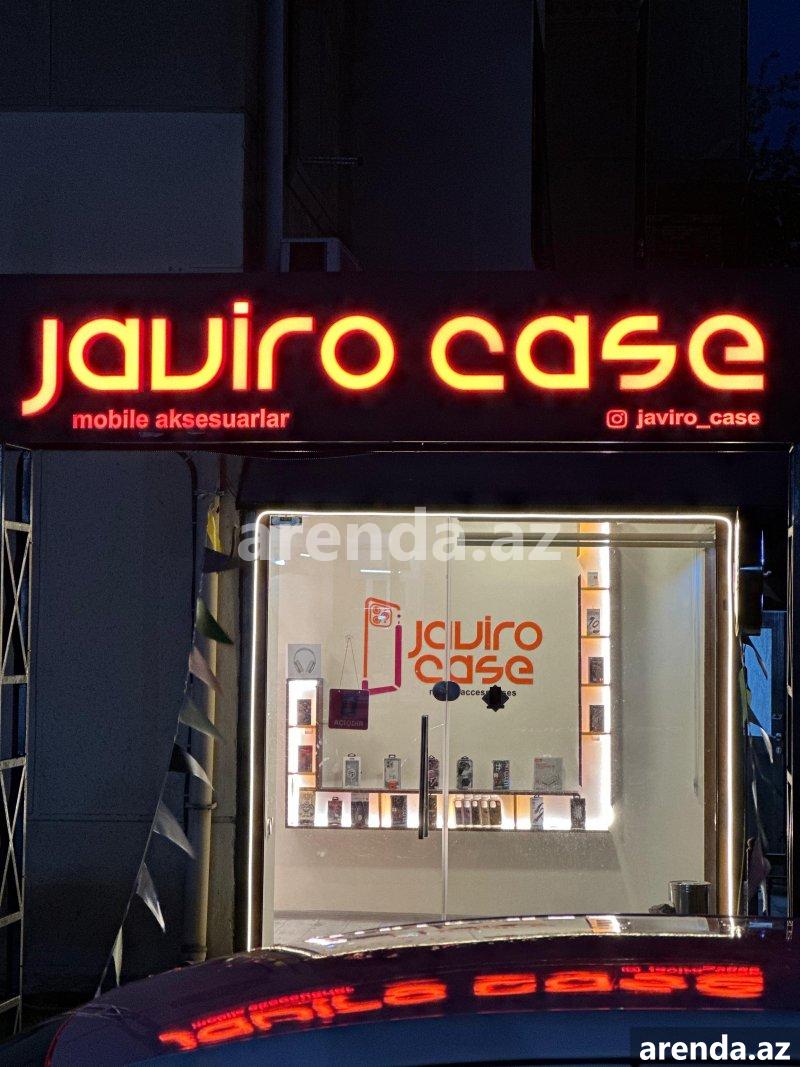 javiro case
mobile aksesuarlar
javiro_case
arenda.az
javiro
case
AÇIQDIR
arenda.az